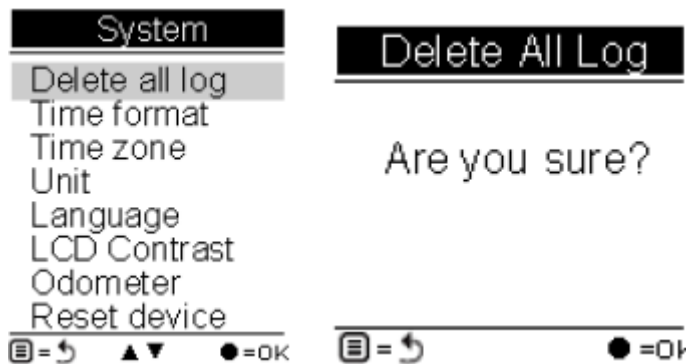 System
Delete all log
Time format
Time zone
Unit
Language
LCD Contrast
Odometer
Reset device
= ▲▼ ●=OK
Delete All Log
Are you sure?
= ●=OK